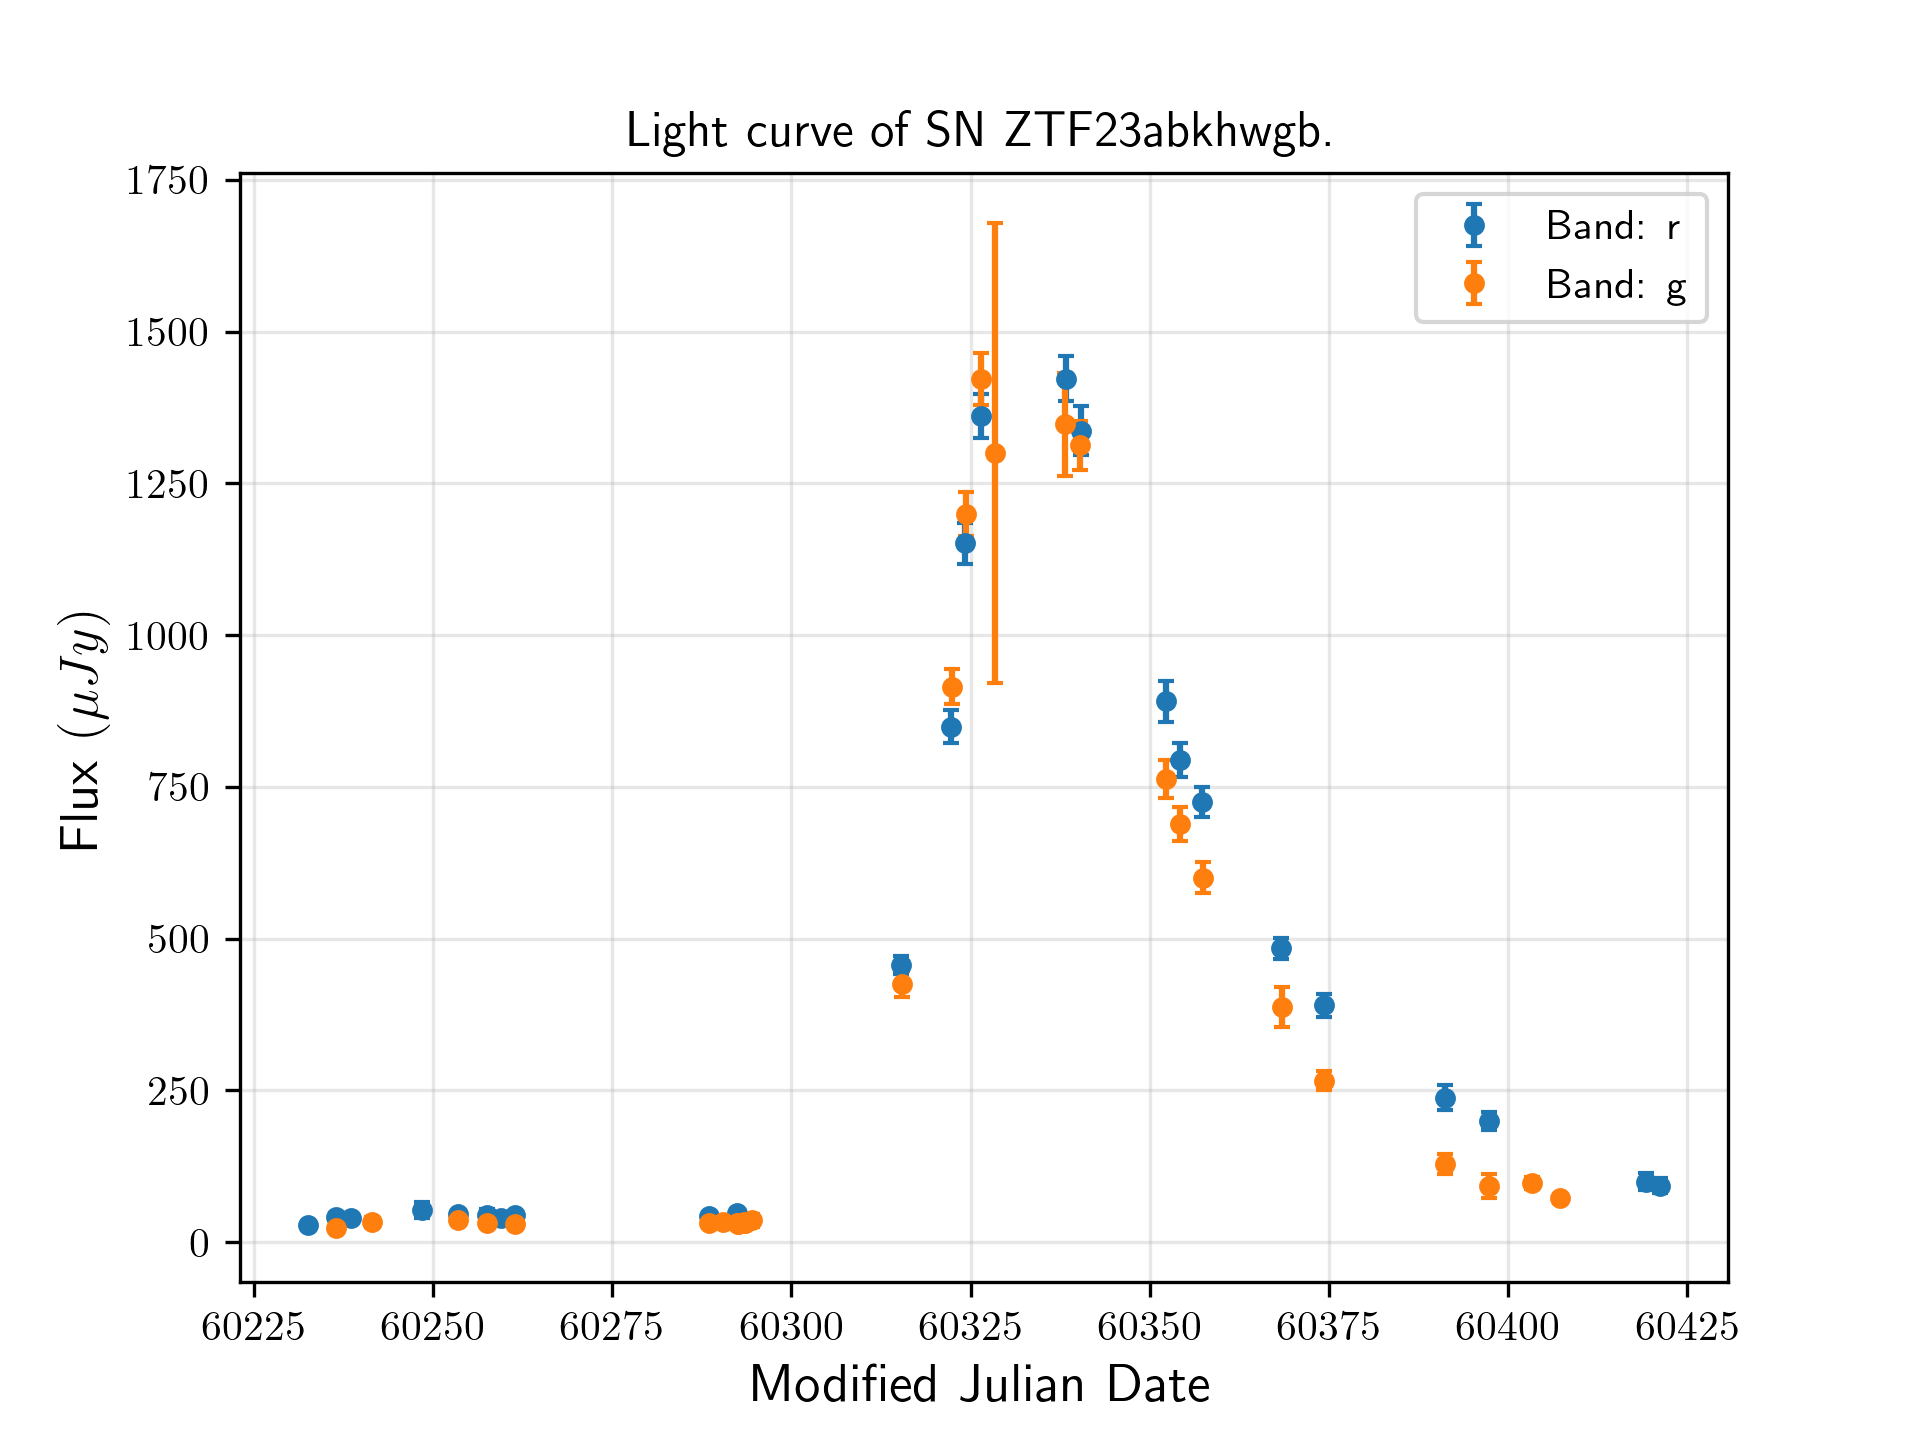 Light curve of SN ZTF23abkhwgb.
1750
1500
1250
1000
750
500
250
0
Flux (μJy)
Band: r
Band: g
60225 60250 60275 60300 60325 60350 60375 60400 60425
Modified Julian Date